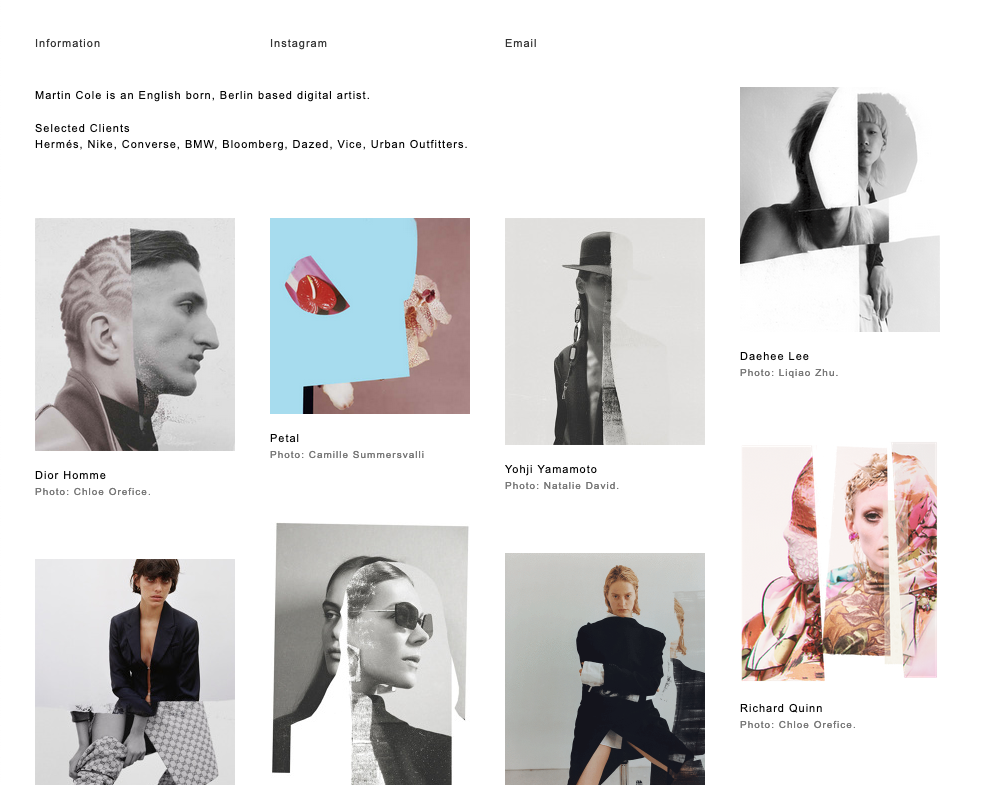 Information
Instagram
Email
Martin Cole is an English born, Berlin based digital artist.
Selected Clients
Hermés, Nike, Converse, BMW, Bloomberg, Dazed, Vice, Urban Outfitters.
Daehee Lee
Photo: Liqiao Zhu.
Dior Homme
Photo: Chloe Orefice.
Petal
Photo: Camille Summersvalli
Yohji Yamamoto
Photo: Natalie David.
Richard Quinn
Photo: Chloe Orefice.